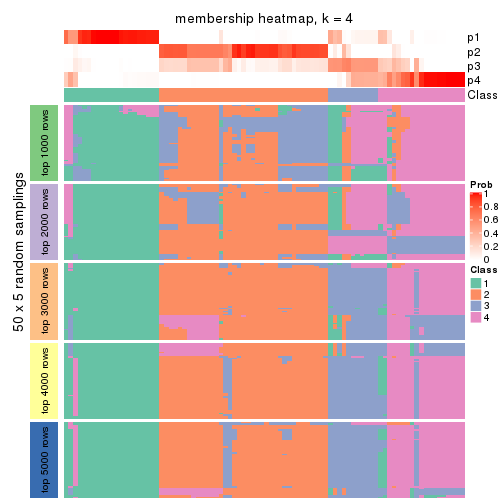 membership heatmap, k = 4
p1
p2
p3
p4
Class
50 x 5 random samplings
top 1000 rows
top 2000 rows
top 3000 rows
top 4000 rows
top 5000 rows
Prob
1
0.8
0.6
0.4
0.2
0
Class
1
2
3
4